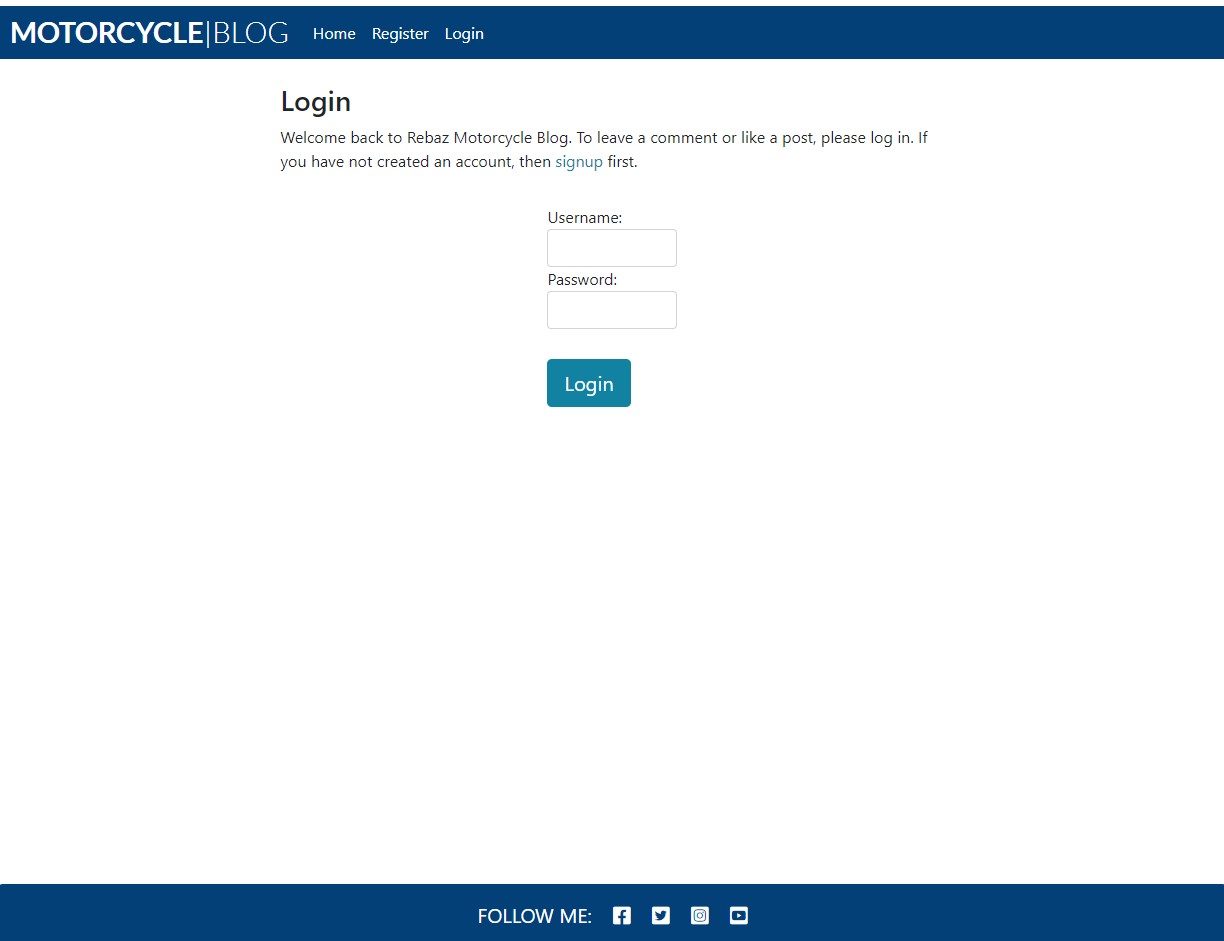 MOTORCYCLE|BLOG Home Register Login
Login
Welcome back to Rebaz Motorcycle Blog. To leave a comment or like a post, please log in. If
you have not created an account, then signup first.
Username:
Password:
Login
FOLLOW ME: